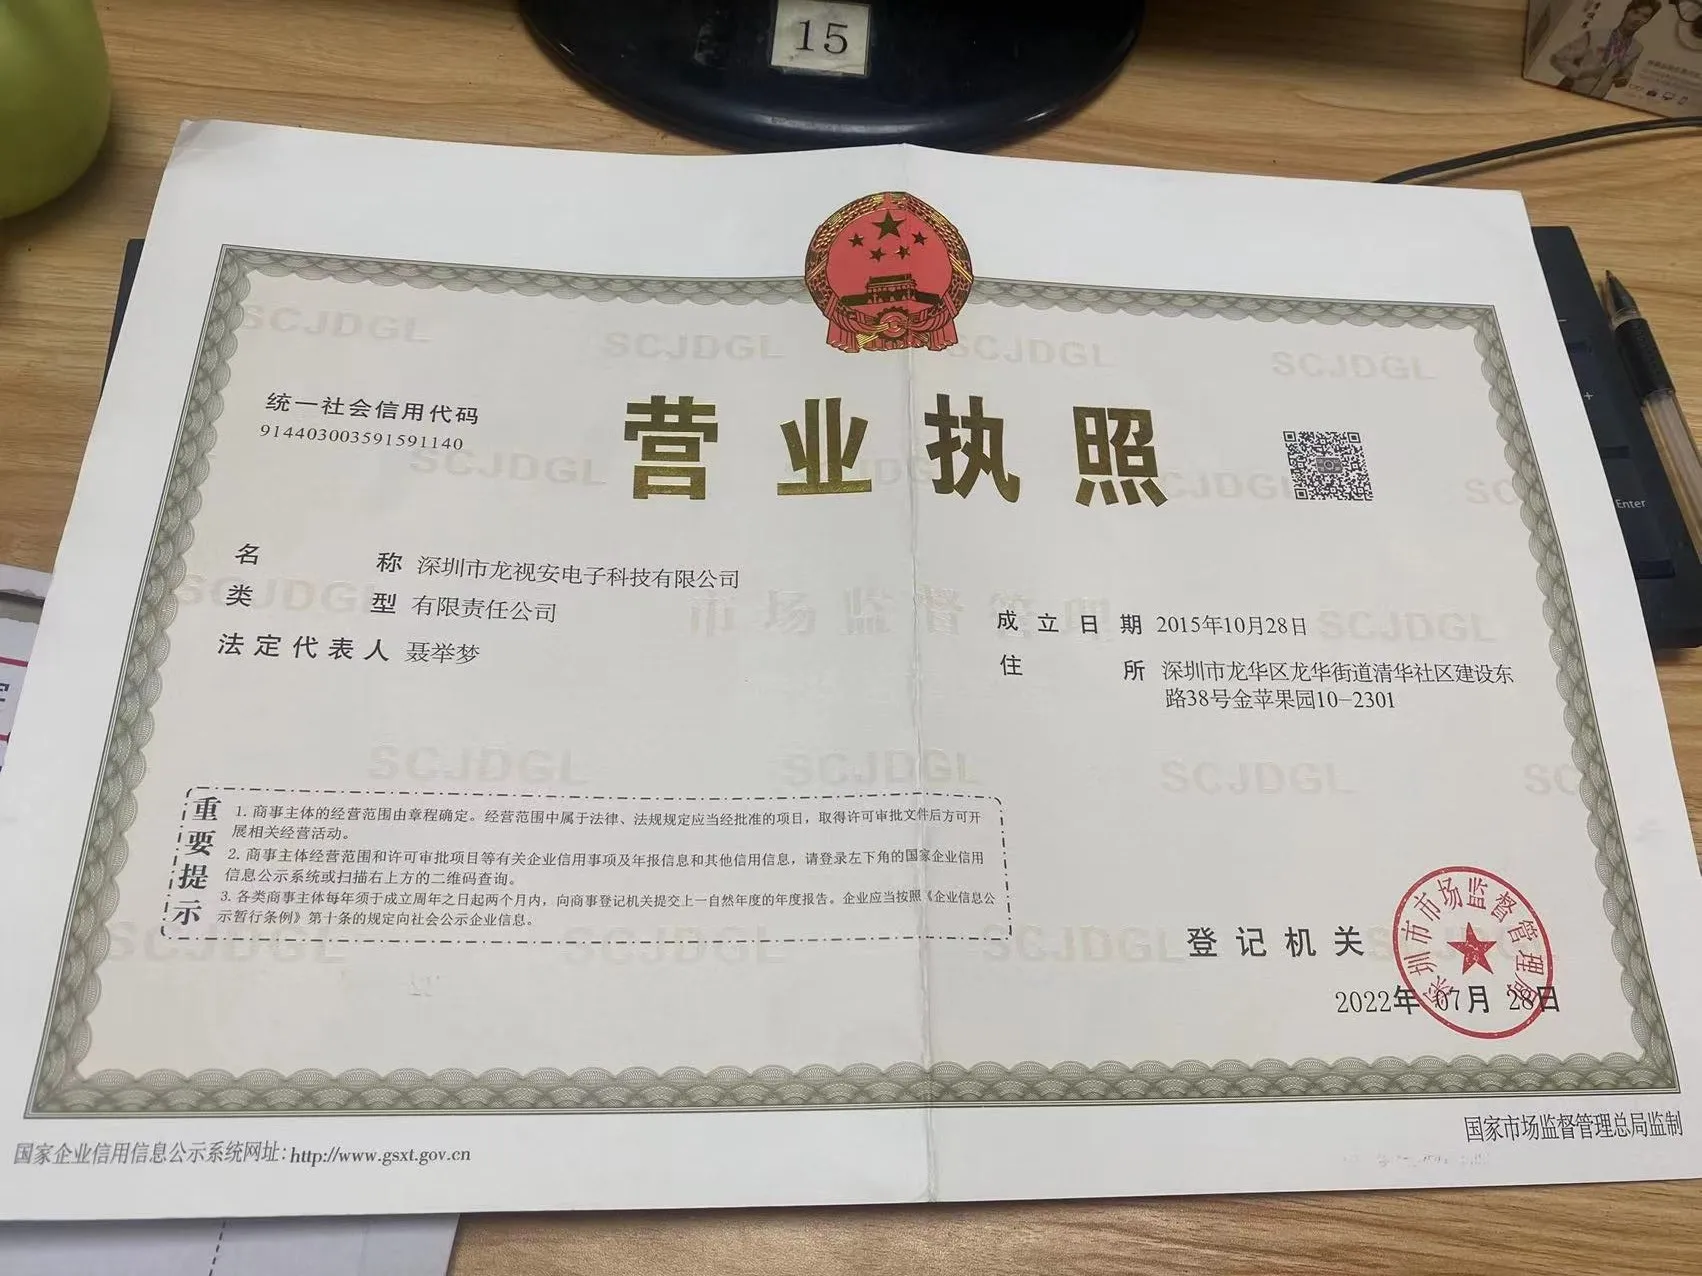 15
SCJDGL
统一社会信用代码
914403003591591140
营业执照
名 称 深圳市龙视安电子科技有限公司
类 型 有限责任公司
法定代表人 聂举梦
成立日期 2015年10月28日
住 所 深圳市龙华区龙华街道清华社区建设东
路38号金苹果园10-2301
市场监督管理
重要提示
1. 商事主体的经营范围由章程确定。经营范围中属于法律、法规规定应当经批准的项目，取得许可审批文件后方可开
展相关经营活动。
2. 商事主体经营范围和许可审批项目等有关企业信用事项及年报信息和其他信用信息，请登录左下角的国家企业信用
信息公示系统或扫描右上方的二维码查询。
3. 各类商事主体每年须于成立周年之日起两个月内，向商事登记机关提交上一自然年度的年度报告。企业应当按照《企业信息公
示暂行条例》第十条的规定向社会公示企业信息。
登记机关
深圳市市场监督管理局
2022年07月28日
国家企业信用信息公示系统网址：http://www.gsxt.gov.cn
国家市场监督管理总局监制
Enter